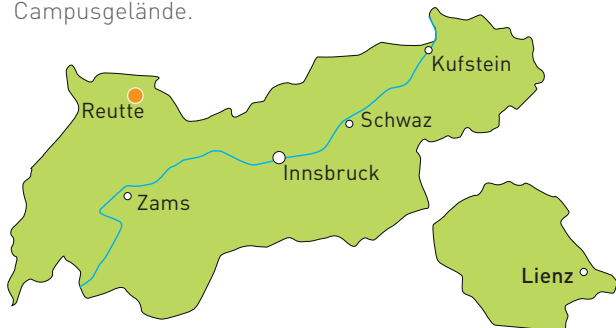 Campusgelände.
Kufstein
Reutte
Schwaz
Innsbruck
Zams
Lienz